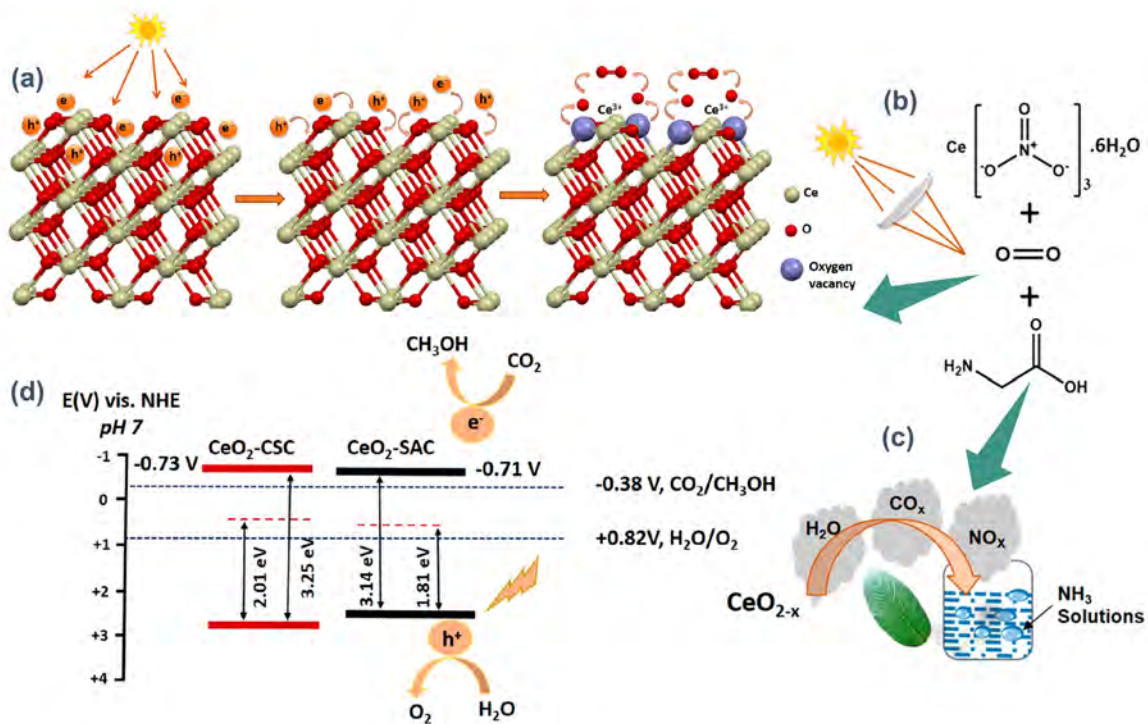 (a)
e-
e-
h+
e-
e-
h+
h+
e-
e-
h+
h+
h+
h+
Ce3+
Ce3+
Ce
O
Oxygen
vacancy
(b)
Ce
O
N+
-O
O-
3
.6H2O
+
O
O
+
O
H2N
OH
(c)
H2O
COX
NOX
CeO2-x
NH3
Solutions
(d)
E(V) vis. NHE
pH 7
CH3OH
CO2
e-
CeO2-CSC
CeO2-SAC
-1
-0.73 V
-0.71 V
-0.38 V, CO2/CH3OH
0
+1
+0.82V, H2O/O2
2.01 eV
3.25 eV
3.14 eV
1.81 eV
+2
+3
+4
h+
O2
H2O